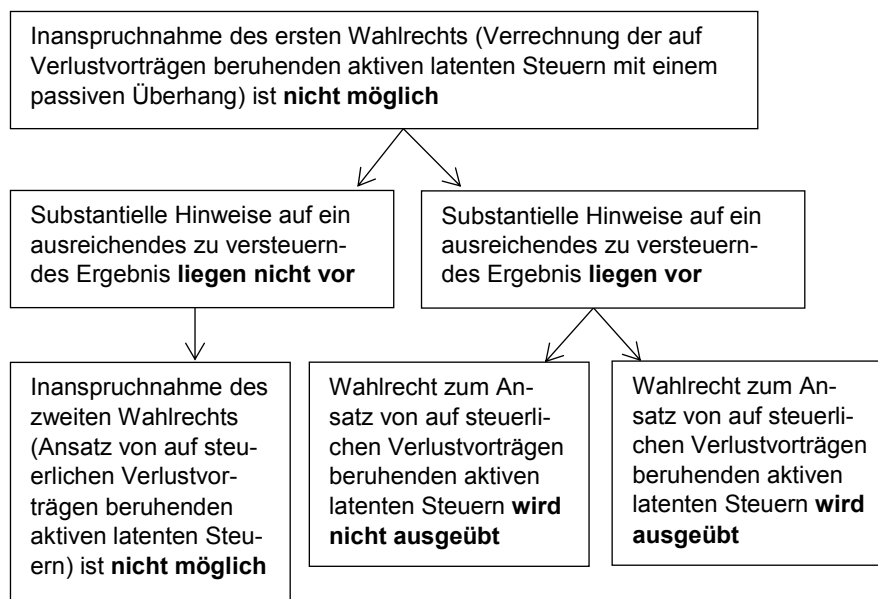 Inanspruchnahme des ersten Wahlrechts (Verrechnung der auf
Verlustvorträgen beruhenden aktiven latenten Steuern mit einem
passiven Überhang) ist nicht möglich
Substantielle Hinweise auf ein
ausreichendes zu versteuern-
des Ergebnis liegen nicht vor
Substantielle Hinweise auf ein
ausreichendes zu versteuern-
des Ergebnis liegen vor
Inanspruchnahme des
zweiten Wahlrechts
(Ansatz von auf steu-
erlichen Verlustvor-
trägen beruhenden
aktiven latenten Steu-
ern) ist nicht möglich
Wahlrecht zum An-
satz von auf steuerli-
chen Verlustvorträgen
beruhenden aktiven
latenten Steuern wird
nicht ausgeübt
Wahlrecht zum An-
satz von auf steuerli-
chen Verlustvorträgen
beruhenden aktiven
latenten Steuern wird
ausgeübt